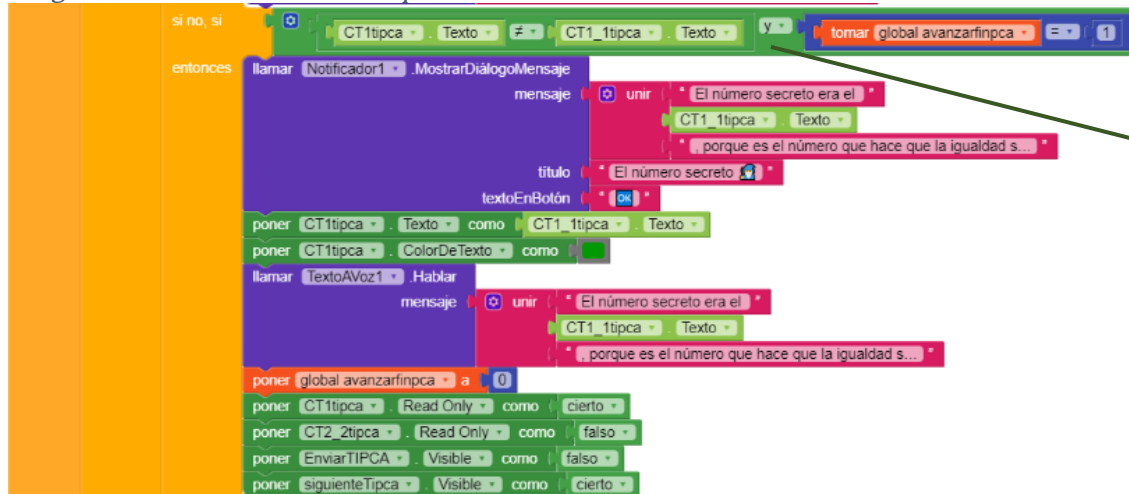 si no, si CT1tipca . Texto ≠ CT1_1tipca . Texto y tomar global avanzarfinpca = 1
entonces llamar Notificador1 .MostrarDiálogoMensaje
mensaje unir " El número secreto era el "
CT1_1tipca . Texto
" , porque es el número que hace que la igualdad s... "
título " El número secreto "
textoEnBotón " OK "
poner CT1tipca . Texto como CT1_1tipca . Texto
poner CT1tipca . ColorDeTexto como
llamar TextoAVoz1 .Hablar
mensaje unir " El número secreto era el "
CT1_1tipca . Texto
" , porque es el número que hace que la igualdad s... "
poner global avanzarfinpca a 0
poner CT1tipca . Read Only como cierto
poner CT2_2tipca . Read Only como falso
poner EnviarTIPCA . Visible como falso
poner siguienteTipca . Visible como cierto